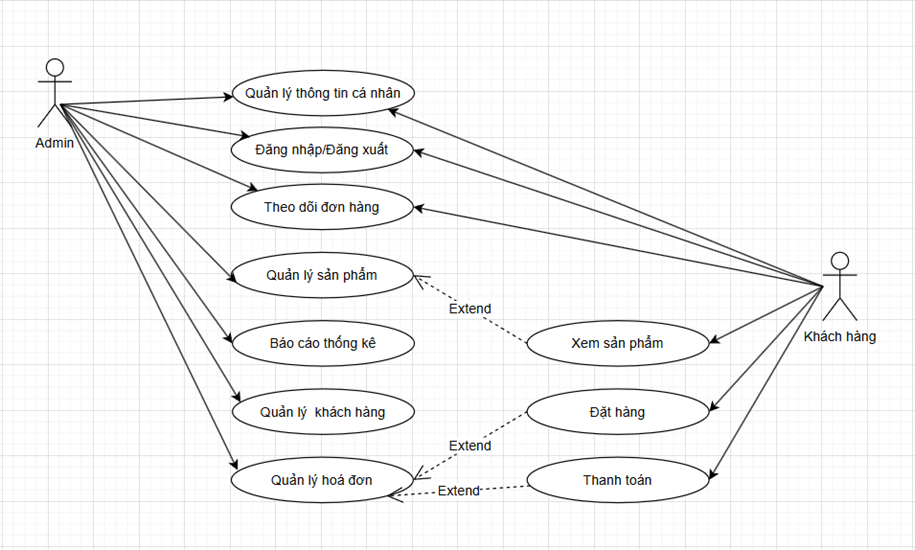 Quản lý thông tin cá nhân
Admin
Đăng nhập/Đăng xuất
Theo dõi đơn hàng
Quản lý sản phẩm
Extend
Khách hàng
Báo cáo thống kê
Xem sản phẩm
Quản lý khách hàng
Đặt hàng
Extend
Quản lý hoá đơn
Thanh toán
Extend